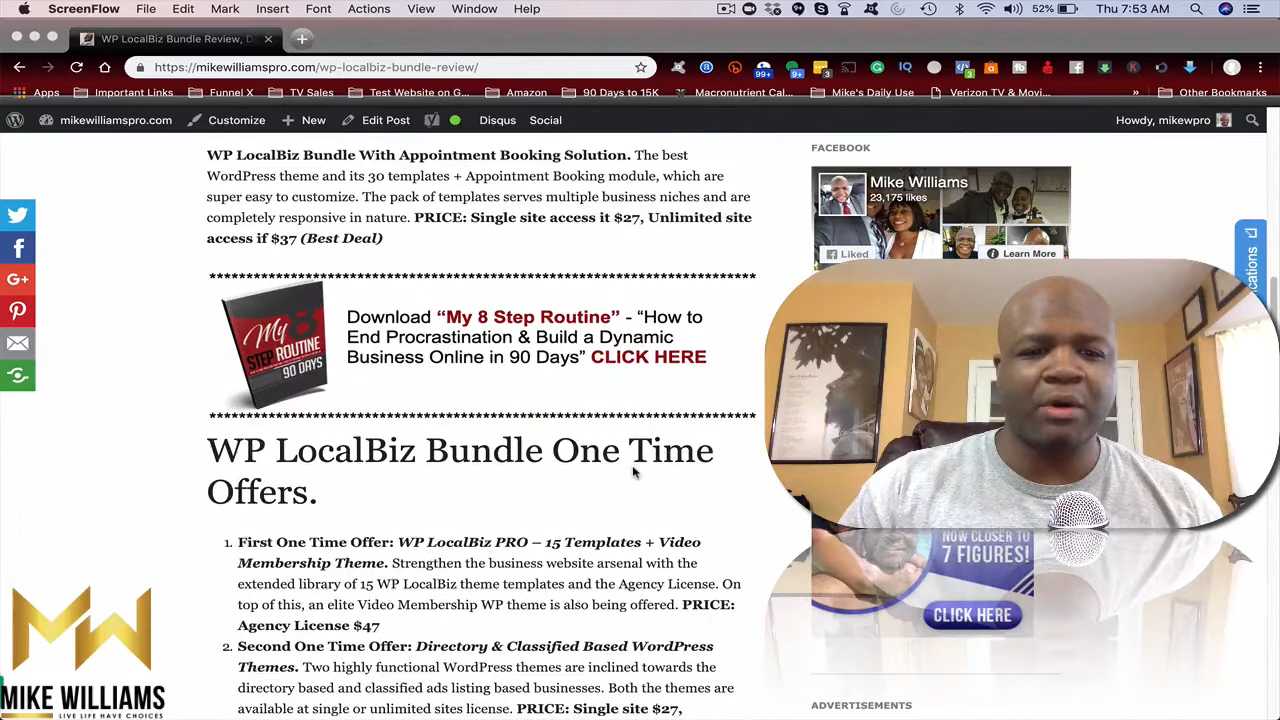 ScreenFlow File Edit Mark Insert Font Actions View Window Help 52% Thu 7:53 AM
WP LocalBiz Bundle Review, D
https://mikewilliamspro.com/wp-localbiz-bundle-review/
Apps Important Links Funnel X TV Sales Test Website on G... Amazon 90 Days to 15K Macronutrient Cal... Mike's Daily Use Verizon TV & Movi... » Other Bookmarks
mikewilliamspro.com Customize New Edit Post Disqus Social Howdy, mikewpro
WP LocalBiz Bundle With Appointment Booking Solution. The best
WordPress theme and its 30 templates + Appointment Booking module, which are
super easy to customize. The pack of templates serves multiple business niches and are
completely responsive in nature. PRICE: Single site access it $27, Unlimited site
access if $37 (Best Deal)
My 8
STEP ROUTINE
90 DAYS
Download “My 8 Step Routine” - “How to
End Procrastination & Build a Dynamic
Business Online in 90 Days” CLICK HERE
WP LocalBiz Bundle One Time
Offers.
1. First One Time Offer: WP LocalBiz PRO – 15 Templates + Video
Membership Theme. Strengthen the business website arsenal with the
extended library of 15 WP LocalBiz theme templates and the Agency License. On
top of this, an elite Video Membership WP theme is also being offered. PRICE:
Agency License $47
2. Second One Time Offer: Directory & Classified Based WordPress
Themes. Two highly functional WordPress themes are inclined towards the
directory based and classified ads listing based businesses. Both the themes are
available at single or unlimited sites license. PRICE: Single site $27,
FACEBOOK
Mike Williams
23,175 likes
Liked Learn More
NOW CLOSER TO
7 FIGURES!
CLICK HERE
ADVERTISEMENTS
MW
MIKE WILLIAMS
LIVE LIFE HAVE CHOICES